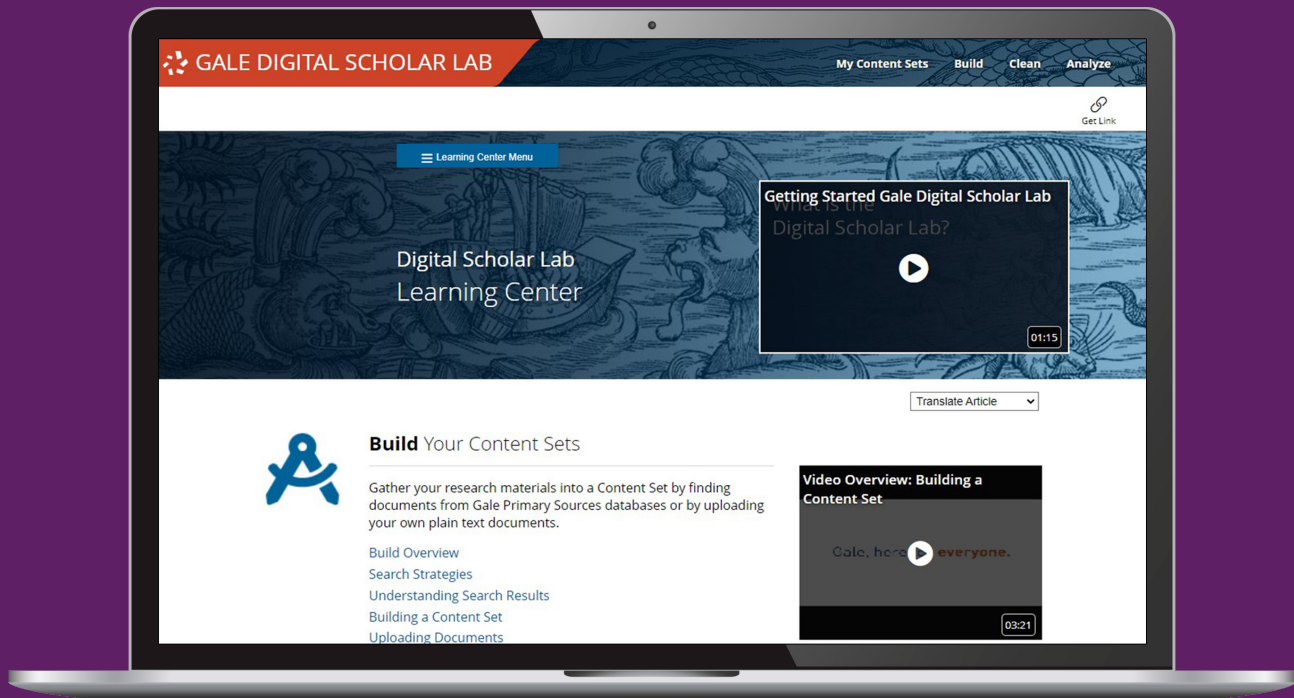 GALE DIGITAL SCHOLAR LAB
My Content Sets Build Clean Analyze
Get Link
Learning Center Menu
Getting Started Gale Digital Scholar Lab
What is the
Digital Scholar Lab?
01:15
Digital Scholar Lab
Learning Center
Translate Article
Build Your Content Sets
Gather your research materials into a Content Set by finding
documents from Gale Primary Sources databases or by uploading
your own plain text documents.
Build Overview
Search Strategies
Understanding Search Results
Building a Content Set
Uploading Documents
Video Overview: Building a
Content Set
Gale, here everyone.
03:21